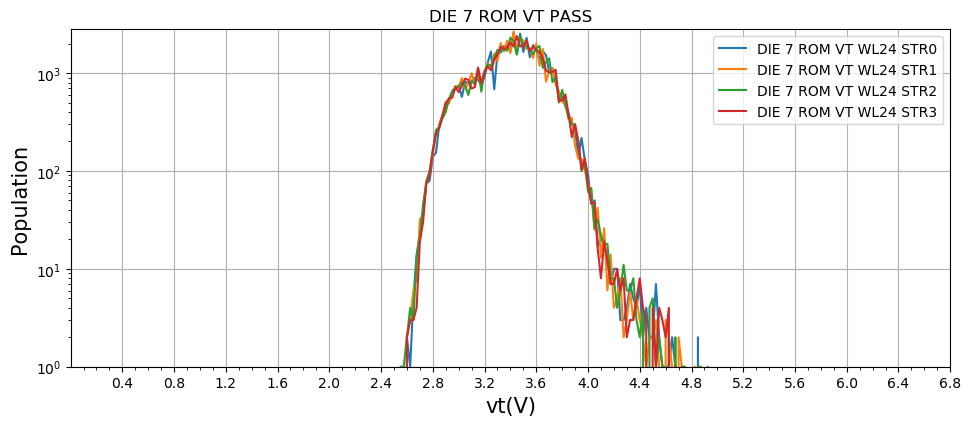 DIE 7 ROM VT PASS
DIE 7 ROM VT WL24 STR0
DIE 7 ROM VT WL24 STR1
DIE 7 ROM VT WL24 STR2
DIE 7 ROM VT WL24 STR3
Population
10³
10²
10¹
10⁰
0.4 0.8 1.2 1.6 2.0 2.4 2.8 3.2 3.6 4.0 4.4 4.8 5.2 5.6 6.0 6.4 6.8
vt(V)